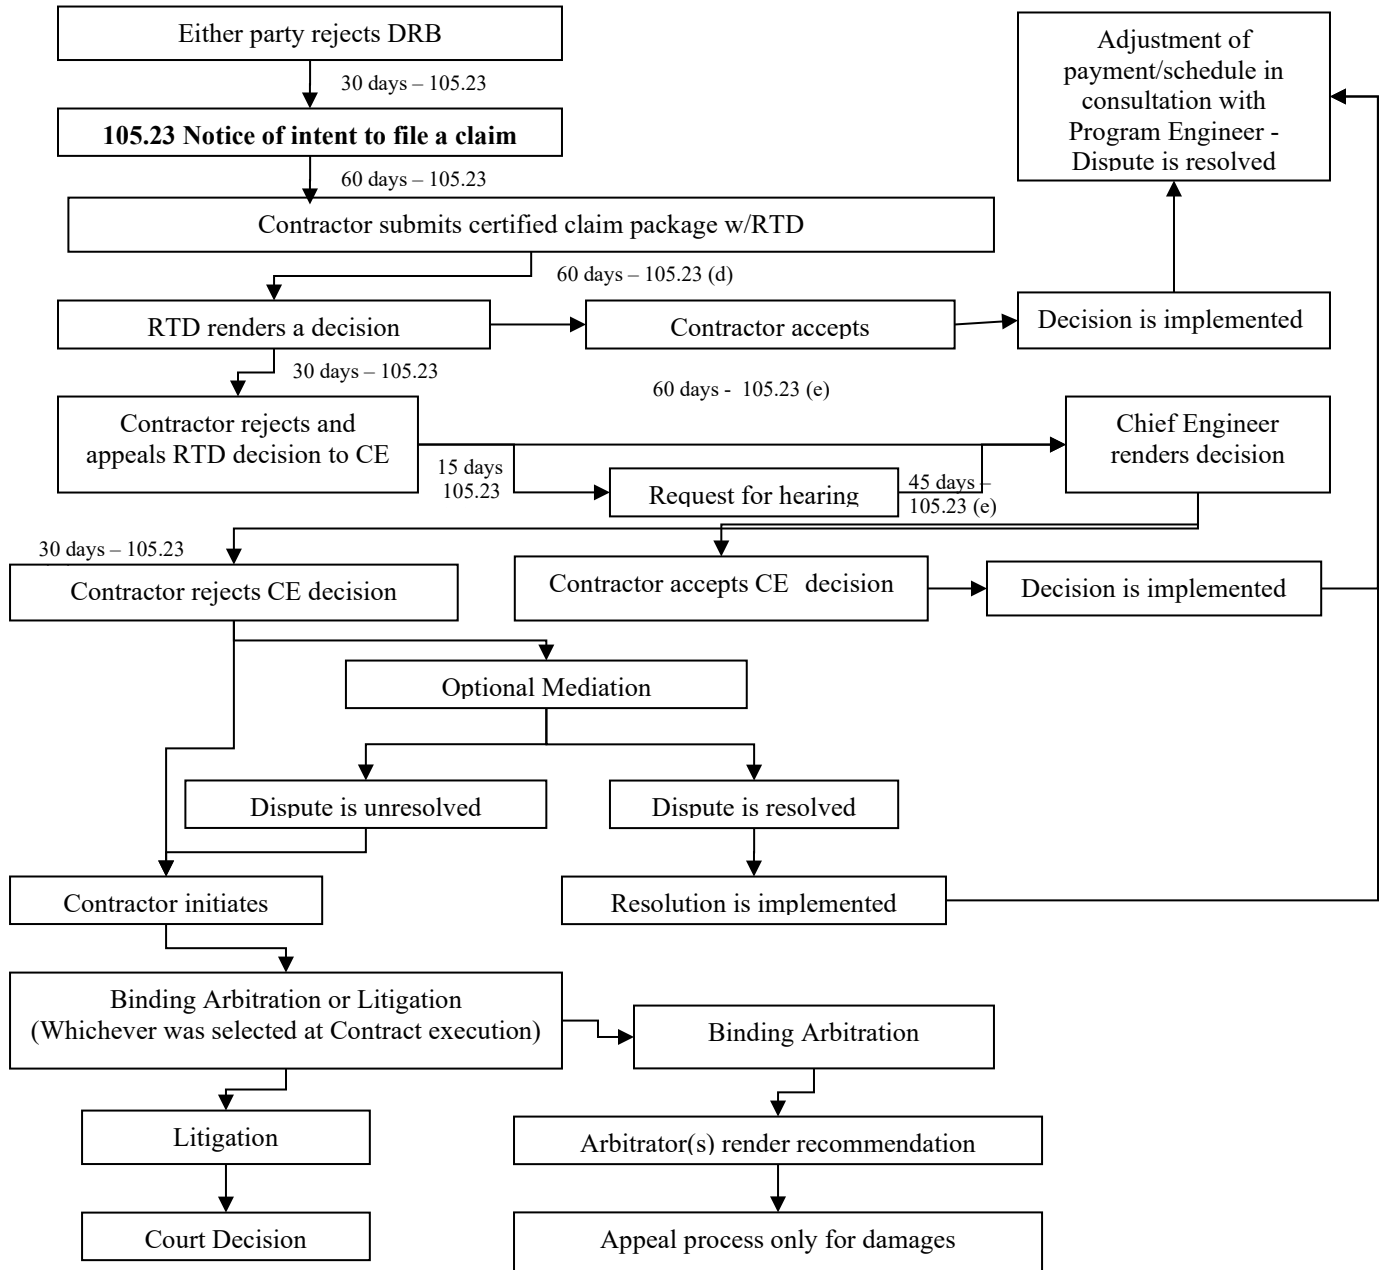 Either party rejects DRB
Adjustment of
payment/schedule in
consultation with
Program Engineer -
Dispute is resolved
30 days – 105.23
105.23 Notice of intent to file a claim
60 days – 105.23
Contractor submits certified claim package w/RTD
60 days – 105.23 (d)
RTD renders a decision
Contractor accepts
Decision is implemented
30 days – 105.23
60 days -  105.23 (e)
Contractor rejects and
appeals RTD decision to CE
Chief Engineer
renders decision
15 days
105.23
Request for hearing
45 days –
105.23 (e)
30 days – 105.23
Contractor rejects CE decision
Contractor accepts CE  decision
Decision is implemented
Optional Mediation
Dispute is unresolved
Dispute is resolved
Contractor initiates
Resolution is implemented
Binding Arbitration or Litigation
(Whichever was selected at Contract execution)
Binding Arbitration
Litigation
Arbitrator(s) render recommendation
Court Decision
Appeal process only for damages